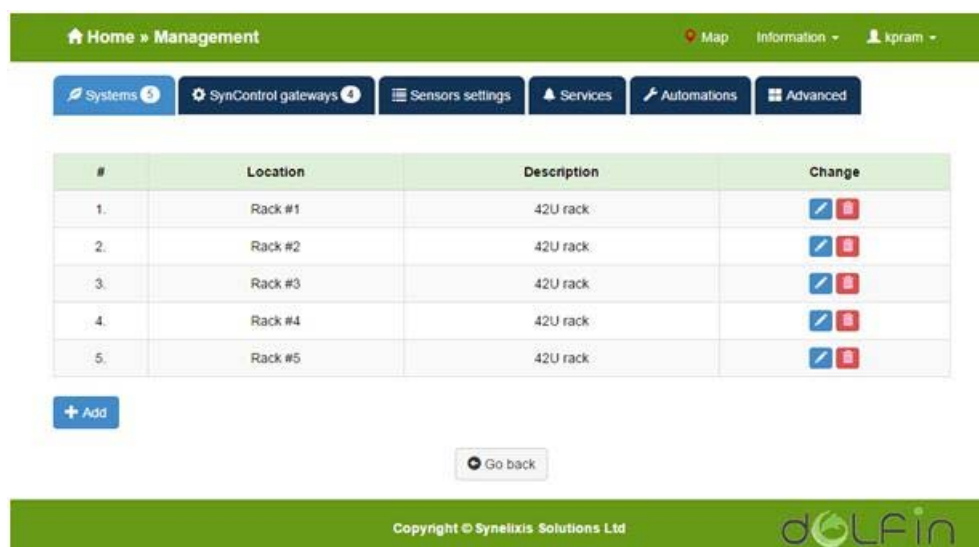 Home » Management Map Information kpram
Systems 5 SynControl gateways 4 Sensors settings Services Automations Advanced
# Location Description Change
1. Rack #1 42U rack
2. Rack #2 42U rack
3. Rack #3 42U rack
4. Rack #4 42U rack
5. Rack #5 42U rack
Add
Go back
Copyright © Synelixis Solutions Ltd dOLFin